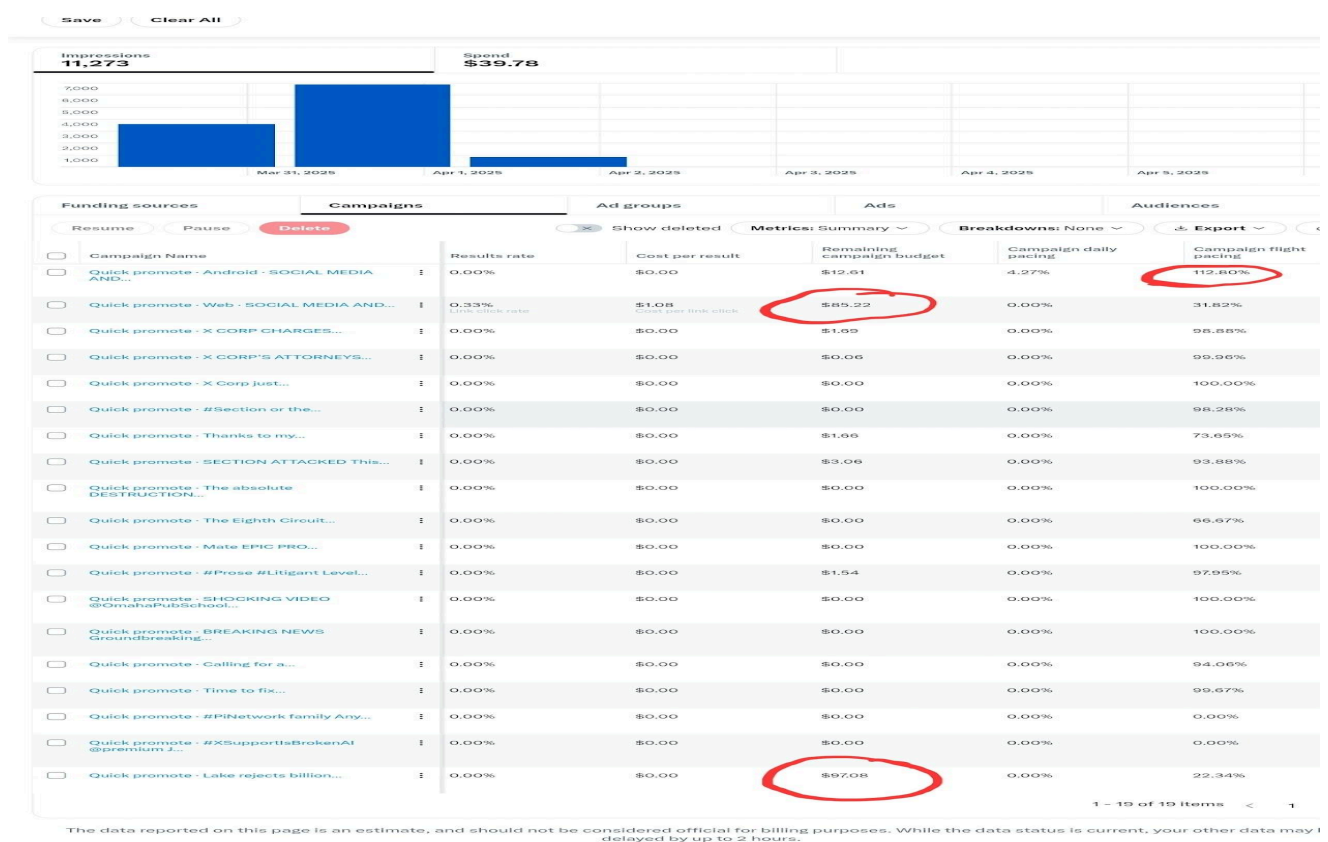 Save Clear All
Impressions Spend
11,273 $39.78
7,000
6,000
5,000
4,000
3,000
2,000
1,000
Mar 31, 2025 Apr 1, 2025 Apr 2, 2025 Apr 3, 2025 Apr 4, 2025 Apr 5, 2025
Funding sources Campaigns Ad groups Ads Audiences
Resume Pause Delete Show deleted Metrics: Summary Breakdowns: None Export
Campaign Name Results rate Cost per result Remaining campaign budget Campaign daily pacing Campaign flight pacing
Quick promote - Android - SOCIAL MEDIA AND... 0.00% $0.00 $12.61 4.27% 112.80%
Quick promote - Web - SOCIAL MEDIA AND... 0.33% $1.08 $85.22 0.00% 31.82%
Link click rate Cost per link click
Quick promote - X CORP CHARGES... 0.00% $0.00 $1.69 0.00% 98.88%
Quick promote - X CORP'S ATTORNEYS... 0.00% $0.00 $0.06 0.00% 99.96%
Quick promote - X Corp just... 0.00% $0.00 $0.00 0.00% 100.00%
Quick promote - #Section or the... 0.00% $0.00 $0.00 0.00% 98.28%
Quick promote - Thanks to my... 0.00% $0.00 $1.66 0.00% 73.65%
Quick promote - SECTION ATTACKED This... 0.00% $0.00 $3.06 0.00% 93.88%
Quick promote - The absolute DESTRUCTION... 0.00% $0.00 $0.00 0.00% 100.00%
Quick promote - The Eighth Circuit... 0.00% $0.00 $0.00 0.00% 66.67%
Quick promote - Mate EPIC PRO... 0.00% $0.00 $0.00 0.00% 100.00%
Quick promote - #Prose #Litigant Level... 0.00% $0.00 $1.54 0.00% 97.95%
Quick promote - SHOCKING VIDEO @OmahaPubSchool... 0.00% $0.00 $0.00 0.00% 100.00%
Quick promote - BREAKING NEWS Groundbreaking... 0.00% $0.00 $0.00 0.00% 100.00%
Quick promote - Calling for a... 0.00% $0.00 $0.00 0.00% 94.06%
Quick promote - Time to fix... 0.00% $0.00 $0.00 0.00% 99.67%
Quick promote - #PiNetwork family Any... 0.00% $0.00 $0.00 0.00% 0.00%
Quick promote - #XSupportIsBrokenAI @premium J... 0.00% $0.00 $0.00 0.00% 0.00%
Quick promote - Lake rejects billion... 0.00% $0.00 $97.08 0.00% 22.34%
1 - 19 of 19 items < 1
The data reported on this page is an estimate, and should not be considered official for billing purposes. While the data status is current, your other data may
delayed by up to 2 hours.